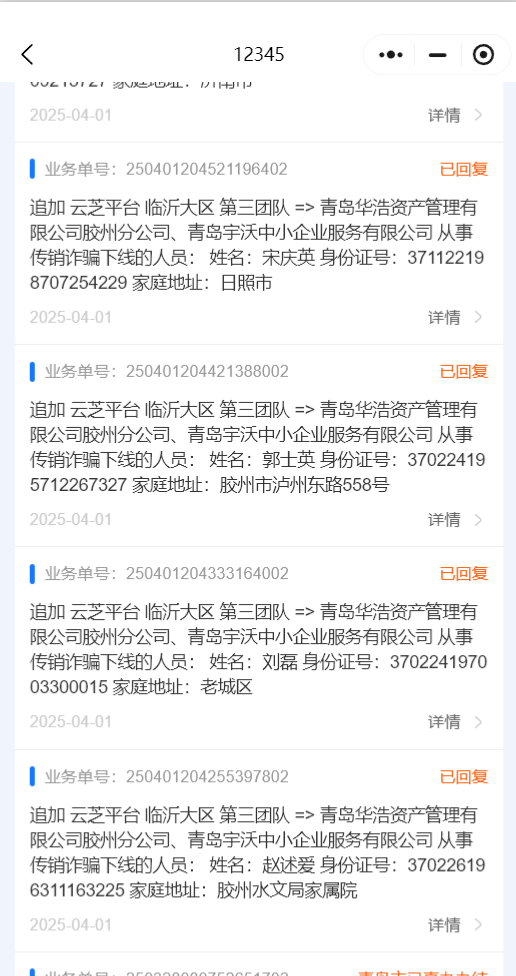 12345
2025-04-01 详情
业务单号：250401204521196402 已回复
追加 云芝平台 临沂大区 第三团队 => 青岛华浩资产管理有
限公司胶州分公司、青岛宇沃中小企业服务有限公司 从事
传销诈骗下线的人员： 姓名：宋庆英 身份证号：37112219
8707254229 家庭地址：日照市
2025-04-01 详情
业务单号：250401204421388002 已回复
追加 云芝平台 临沂大区 第三团队 => 青岛华浩资产管理有
限公司胶州分公司、青岛宇沃中小企业服务有限公司 从事
传销诈骗下线的人员： 姓名：郭士英 身份证号：37022419
5712267327 家庭地址：胶州市泸州东路558号
2025-04-01 详情
业务单号：250401204333164002 已回复
追加 云芝平台 临沂大区 第三团队 => 青岛华浩资产管理有
限公司胶州分公司、青岛宇沃中小企业服务有限公司 从事
传销诈骗下线的人员： 姓名：刘磊 身份证号：3702241970
03300015 家庭地址：老城区
2025-04-01 详情
业务单号：250401204255397802 已回复
追加 云芝平台 临沂大区 第三团队 => 青岛华浩资产管理有
限公司胶州分公司、青岛宇沃中小企业服务有限公司 从事
传销诈骗下线的人员： 姓名：赵述爱 身份证号：37022619
6311163225 家庭地址：胶州水文局家属院
2025-04-01 详情